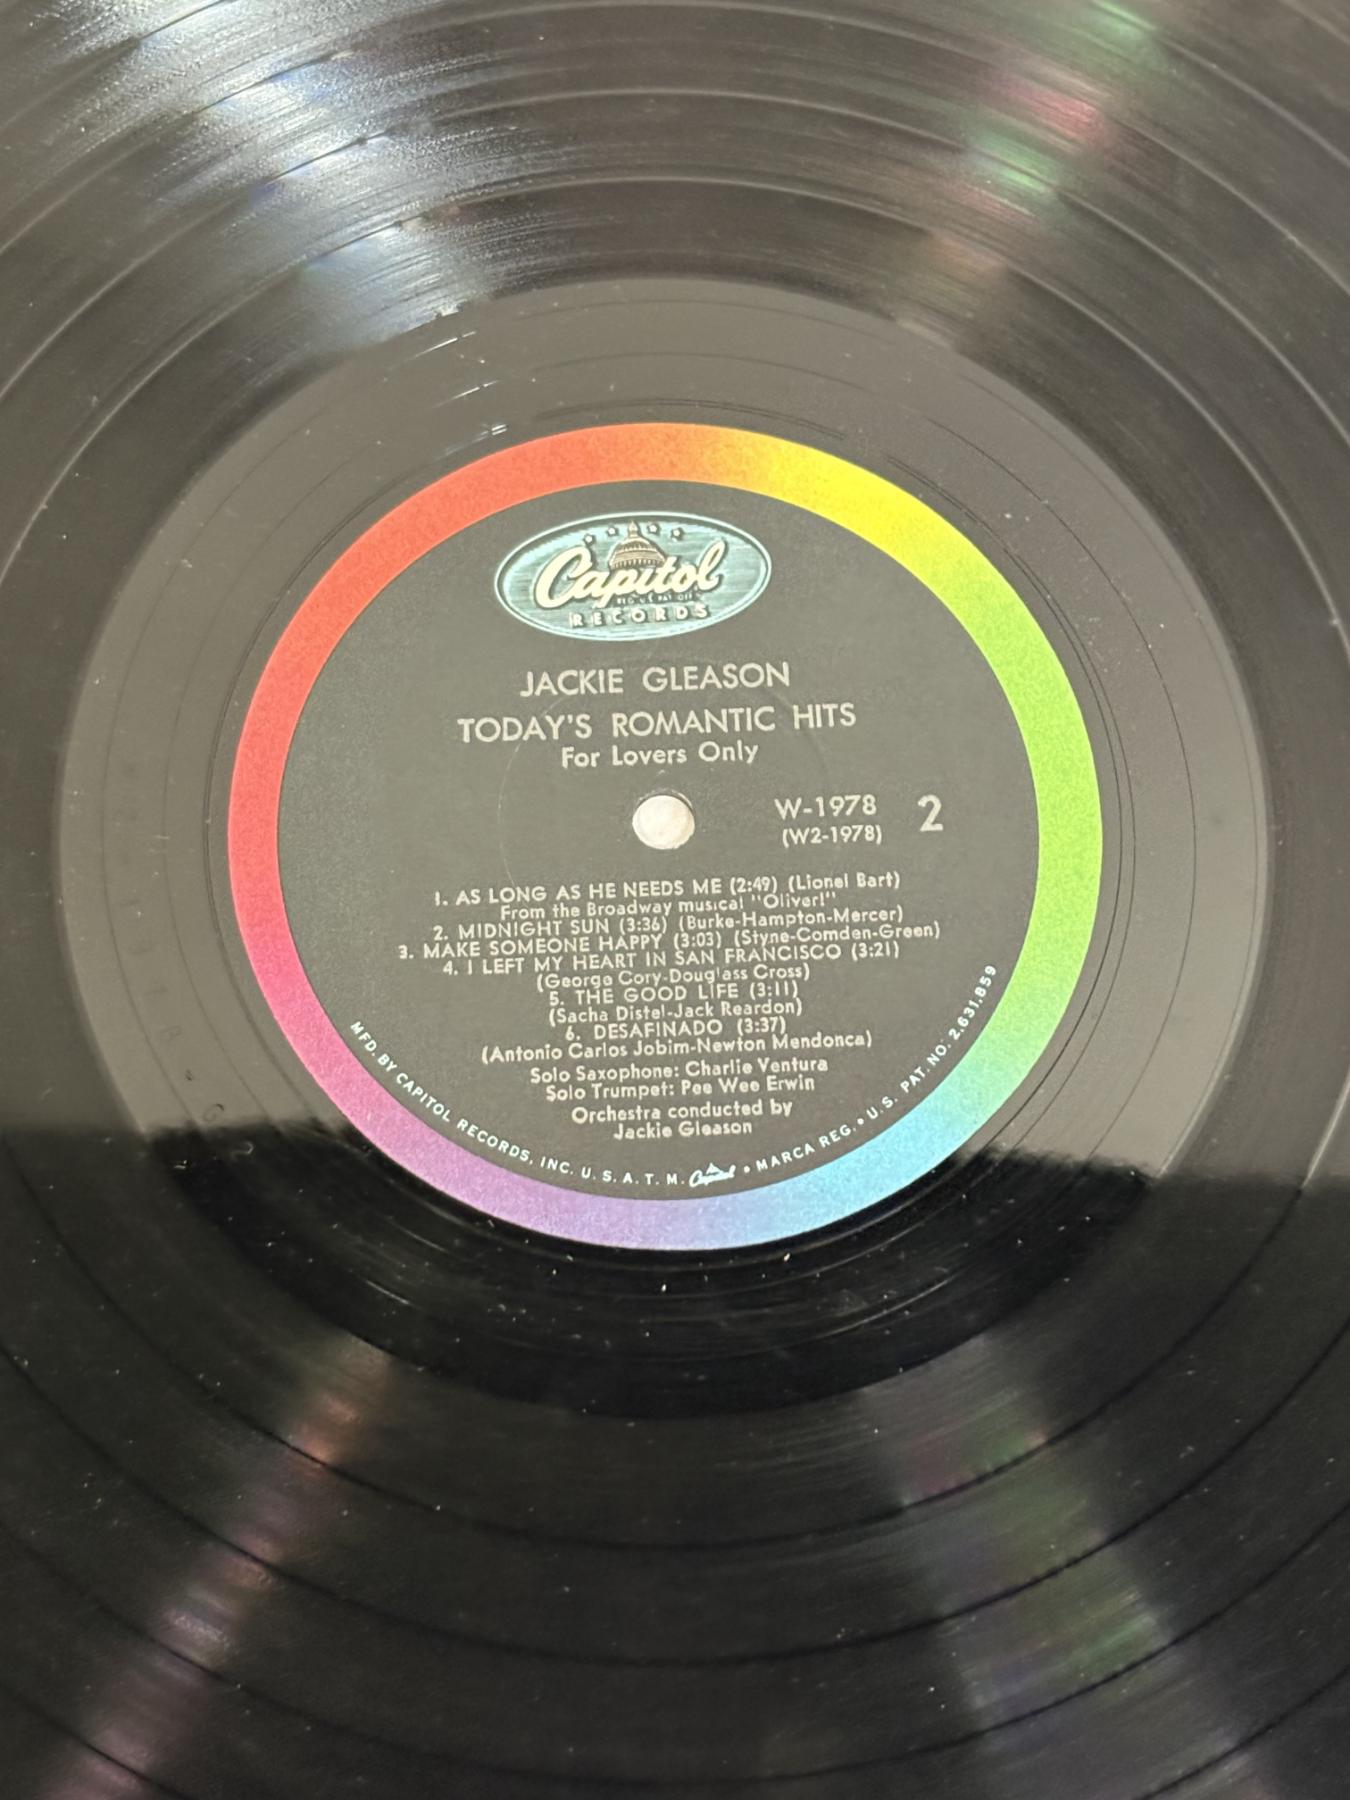 Capitol
REG. U.S. PAT. OFF.
RECORDS
JACKIE GLEASON
TODAY'S ROMANTIC HITS
For Lovers Only
W-1978 2
(W2-1978)
1. AS LONG AS HE NEEDS ME (2:49) (Lionel Bart)
From the Broadway musical "Oliver!"
2. MIDNIGHT SUN (3:36) (Burke-Hampton-Mercer)
3. MAKE SOMEONE HAPPY (3:03) (Styne-Comden-Green)
4. I LEFT MY HEART IN SAN FRANCISCO (3:21)
(George Cory-Douglass Cross)
5. THE GOOD LIFE (3:11)
(Sacha Distel-Jack Reardon)
6. DESAFINADO (3:37)
(Antonio Carlos Jobim-Newton Mendonca)
Solo Saxophone: Charlie Ventura
Solo Trumpet: Pee Wee Erwin
Orchestra conducted by
Jackie Gleason
MFD. BY CAPITOL RECORDS, INC. U. S. A. T. M. Capitol • MARCA REG. • U. S. PAT. NO. 2,631,859